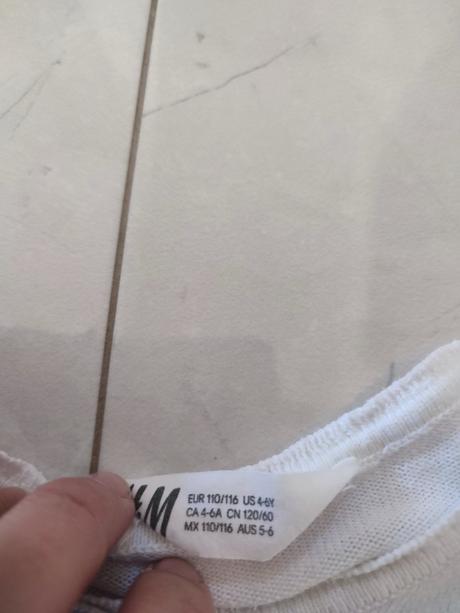 H&M
EUR 110/116 US 4-6Y
CA 4-6A CN 120/60
MX 110/116 AUS 5-6